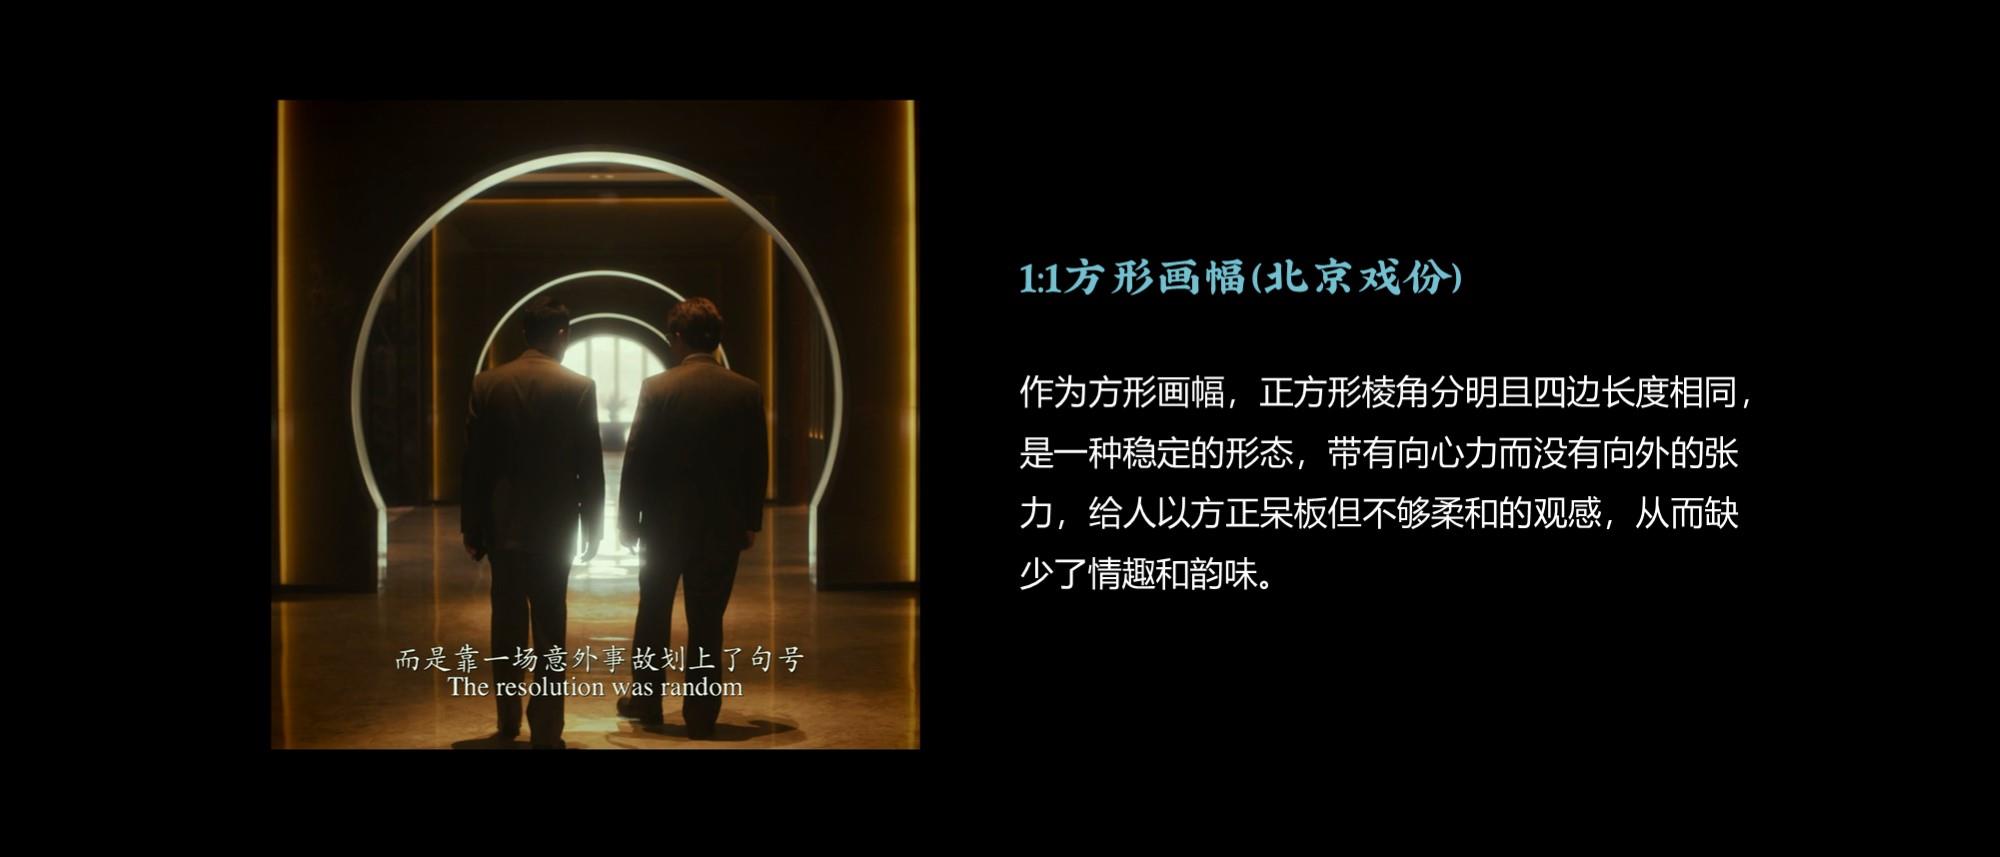 1:1方形画幅(北京戏份)
作为方形画幅，正方形棱角分明且四边长度相同，
是一种稳定的形态，带有向心力而没有向外的张
力，给人以方正呆板但不够柔和的观感，从而缺
少了情趣和韵味。
而是靠一场意外事故划上了句号
The resolution was random